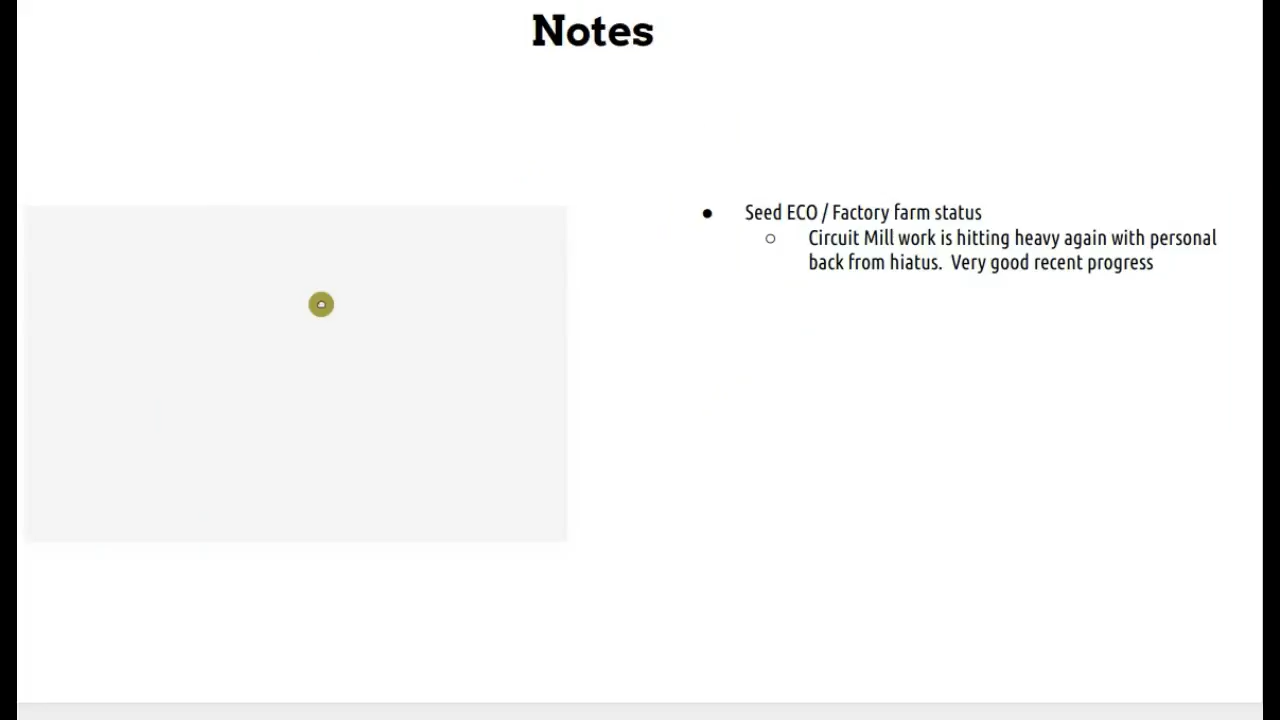 Notes
● Seed ECO / Factory farm status
○ Circuit Mill work is hitting heavy again with personal
back from hiatus.  Very good recent progress